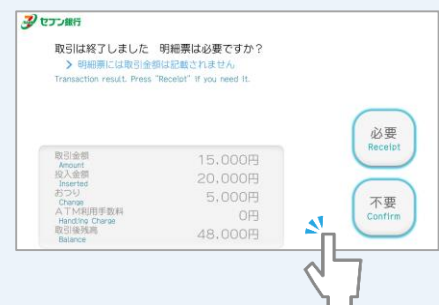 セブン銀行
取引は終了しました 明細票は必要ですか？
> 明細票には取引金額は記載されません
Transaction result. Press "Receipt" if you need it.
必要
Receipt
取引金額 15,000円
Amount
投入金額 20,000円
Inserted
おつり 5,000円
Change
ATM利用手数料 0円
Handling Charge
取引後残高 48,000円
Balance
不要
Confirm